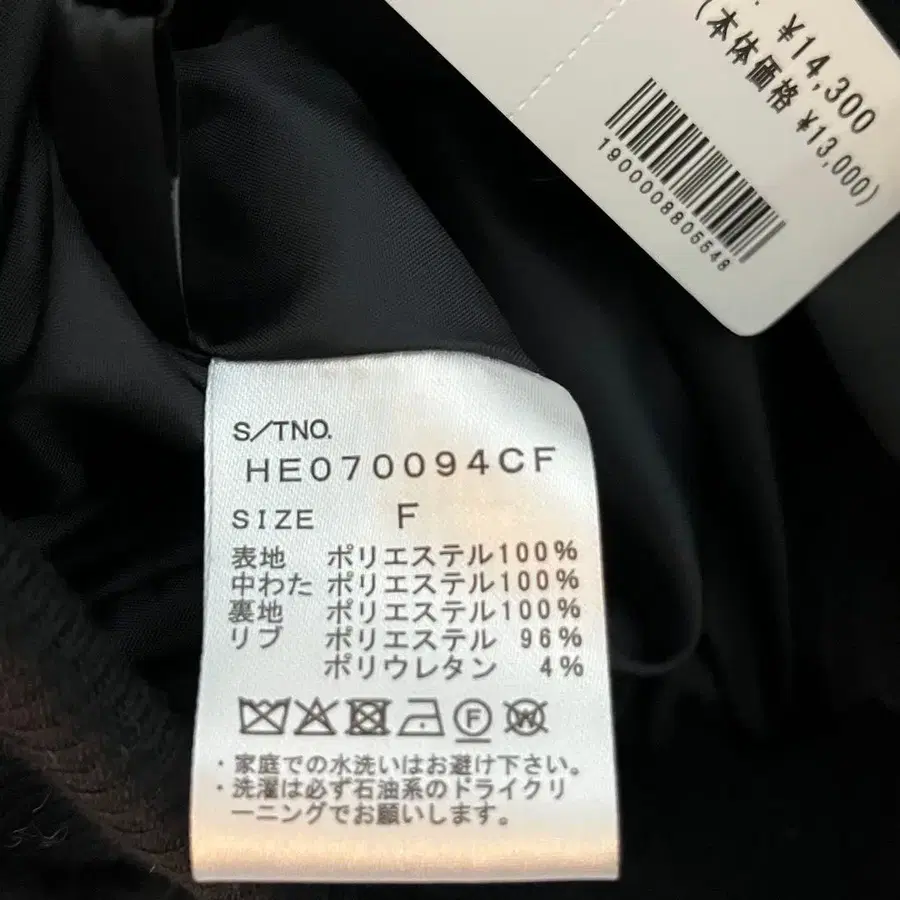 ¥14,300
(本体価格 ¥13,000)
1900008805548
S/TNO.
HE070094CF
SIZE F
表地 ポリエステル100%
中わた ポリエステル100%
裏地 ポリエステル100%
リブ ポリエステル 96%
ポリウレタン 4%
F W
・家庭での水洗いはお避け下さい。
・洗濯は必ず石油系のドライクリ
ーニングでお願いします。